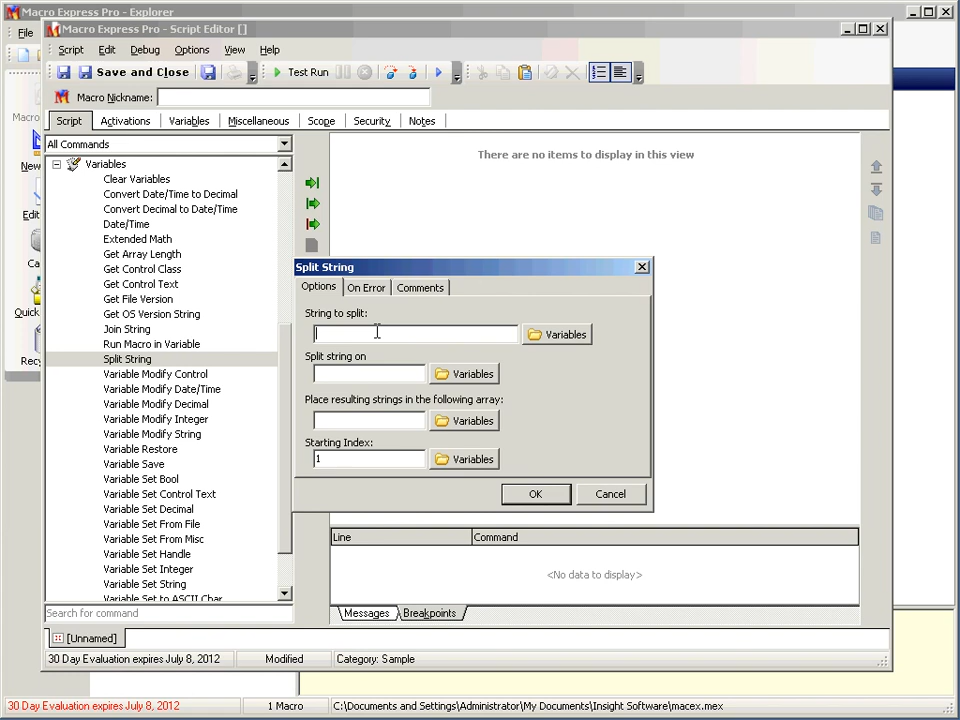 Macro Express Pro - Explorer
File
Macro Express Pro - Script Editor []
Script Edit Debug Options View Help
Save and Close
Test Run
Macro Nickname:
Script Activations Variables Miscellaneous Scope Security Notes
All Commands
Variables
Clear Variables
Convert Date/Time to Decimal
Convert Decimal to Date/Time
Date/Time
Extended Math
Get Array Length
Get Control Class
Get Control Text
Get File Version
Get OS Version String
Join String
Run Macro in Variable
Split String
Variable Modify Control
Variable Modify Date/Time
Variable Modify Decimal
Variable Modify Integer
Variable Modify String
Variable Restore
Variable Save
Variable Set Bool
Variable Set Control Text
Variable Set Decimal
Variable Set From File
Variable Set From Misc
Variable Set Handle
Variable Set Integer
Variable Set String
Variable Set to ASCII Char
Search for command
There are no items to display in this view
Split String
Options On Error Comments
String to split:
Variables
Split string on
Variables
Place resulting strings in the following array:
Variables
Starting Index:
1
Variables
OK Cancel
Line Command
<No data to display>
Messages Breakpoints
[Unnamed]
30 Day Evaluation expires July 8, 2012 Modified Category: Sample
30 Day Evaluation expires July 8, 2012 1 Macro C:\Documents and Settings\Administrator\My Documents\Insight Software\macex.mex